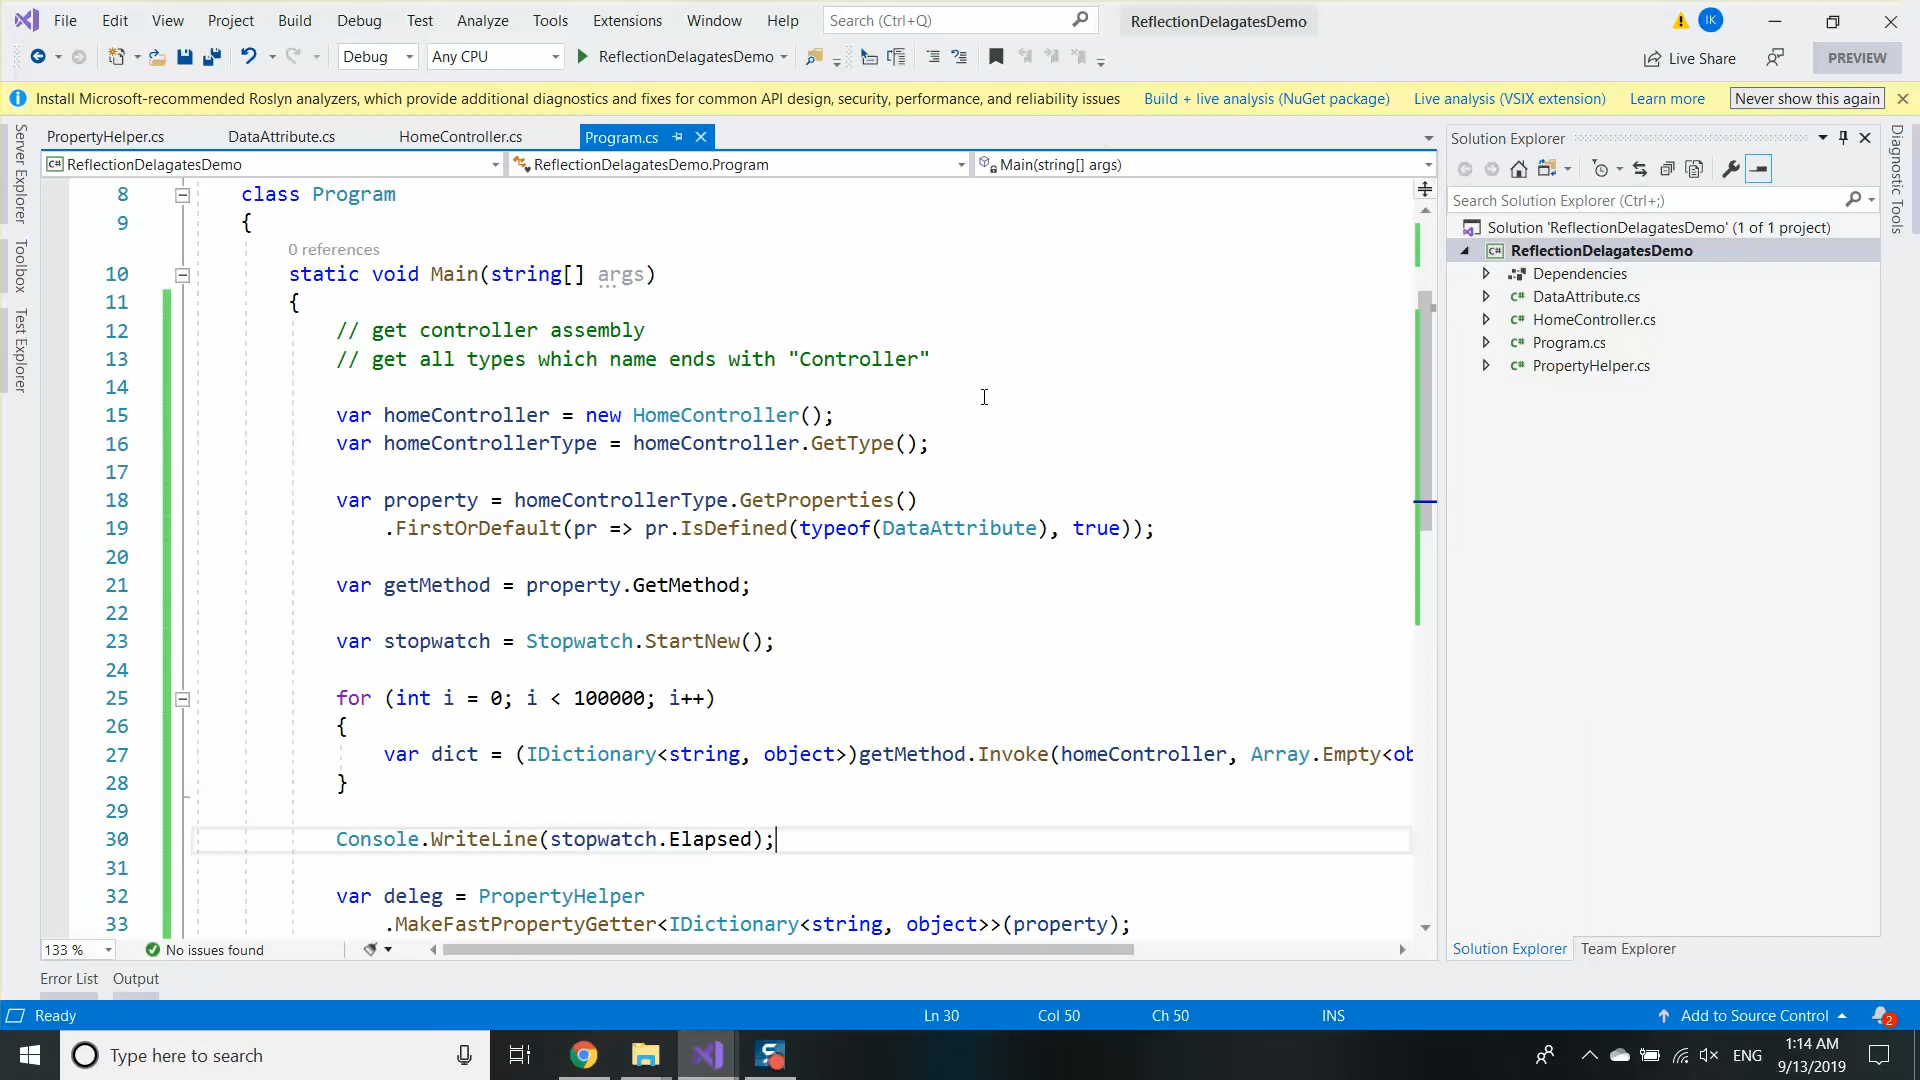 File Edit View Project Build Debug Test Analyze Tools Extensions Window Help Search (Ctrl+Q) ReflectionDelagatesDemo IK
Debug Any CPU ReflectionDelagatesDemo Live Share PREVIEW
Install Microsoft-recommended Roslyn analyzers, which provide additional diagnostics and fixes for common API design, security, performance, and reliability issues Build + live analysis (NuGet package) Live analysis (VSIX extension) Learn more Never show this again
Server Explorer
Toolbox
Test Explorer
PropertyHelper.cs DataAttribute.cs HomeController.cs Program.cs
ReflectionDelagatesDemo ReflectionDelagatesDemo.Program Main(string[] args)
8 class Program
9 {
0 references
10 static void Main(string[] args)
11 {
12 // get controller assembly
13 // get all types which name ends with "Controller"
14
15 var homeController = new HomeController();
16 var homeControllerType = homeController.GetType();
17
18 var property = homeControllerType.GetProperties()
19 .FirstOrDefault(pr => pr.IsDefined(typeof(DataAttribute), true));
20
21 var getMethod = property.GetMethod;
22
23 var stopwatch = Stopwatch.StartNew();
24
25 for (int i = 0; i < 100000; i++)
26 {
27 var dict = (IDictionary<string, object>)getMethod.Invoke(homeController, Array.Empty<ob
28 }
29
30 Console.WriteLine(stopwatch.Elapsed);
31
32 var deleg = PropertyHelper
33 .MakeFastPropertyGetter<IDictionary<string, object>>(property);
133 % No issues found
Solution Explorer
Search Solution Explorer (Ctrl+;)
Solution 'ReflectionDelagatesDemo' (1 of 1 project)
ReflectionDelagatesDemo
Dependencies
DataAttribute.cs
HomeController.cs
Program.cs
PropertyHelper.cs
Solution Explorer Team Explorer
Diagnostic Tools
Error List Output
Ready Ln 30 Col 50 Ch 50 INS Add to Source Control 2
Type here to search ENG 1:14 AM
9/13/2019